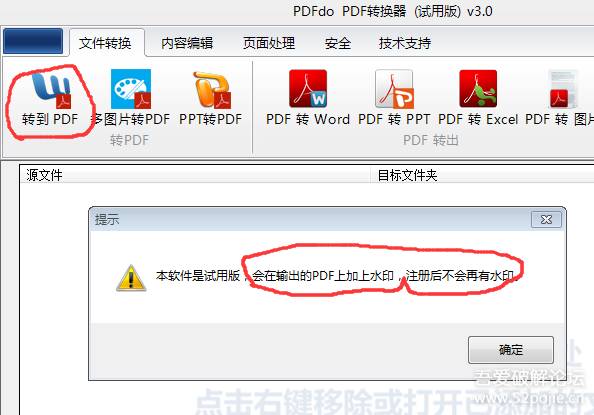 PDFdo PDF转换器 (试用版) v3.0
文件转换 内容编辑 页面处理 安全 技术支持
转到 PDF 多图片转PDF PPT转PDF PDF 转 Word PDF 转 PPT PDF 转 Excel PDF 转 图片
转PDF PDF 转出
源文件 目标文件夹
提示
本软件是试用版,会在输出的PDF上加上水印,注册后不会再有水印.
确定
处
点击右键移除或打开
吾爱破解论坛
www.52pojie.cn